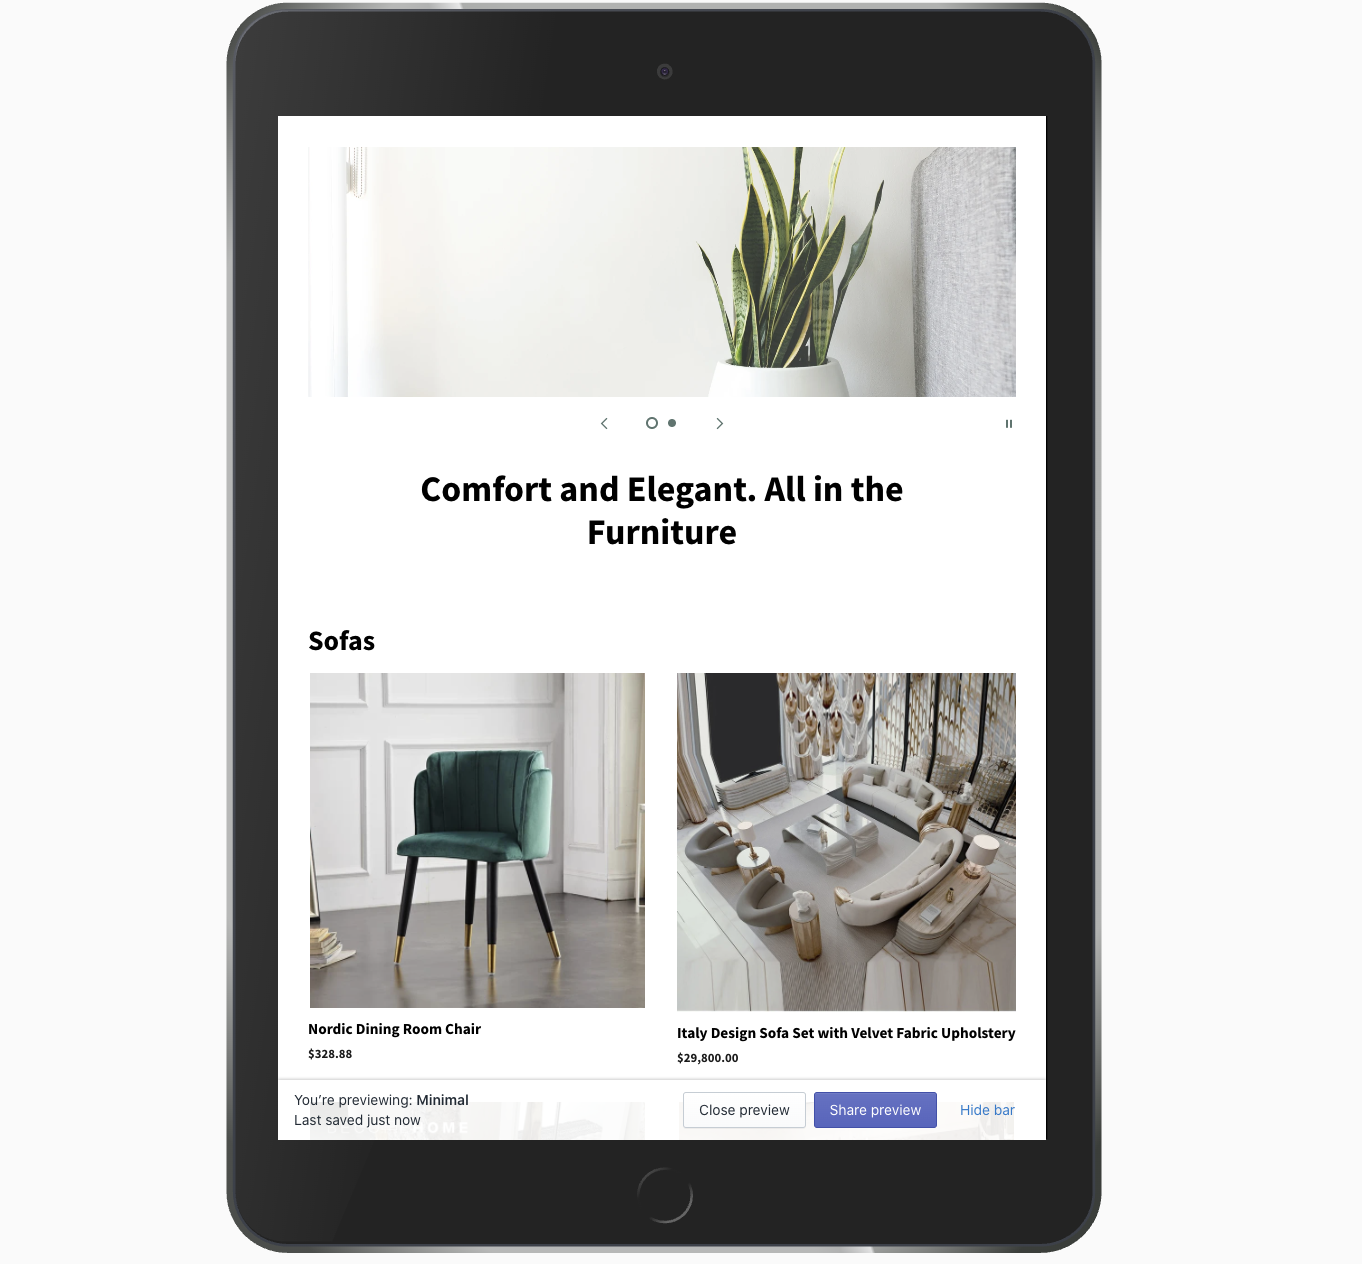 Comfort and Elegant. All in the
Furniture
Sofas
Nordic Dining Room Chair
$328.88
Italy Design Sofa Set with Velvet Fabric Upholstery
$29,800.00
You're previewing: Minimal
Last saved just now
Close preview
Share preview
Hide bar